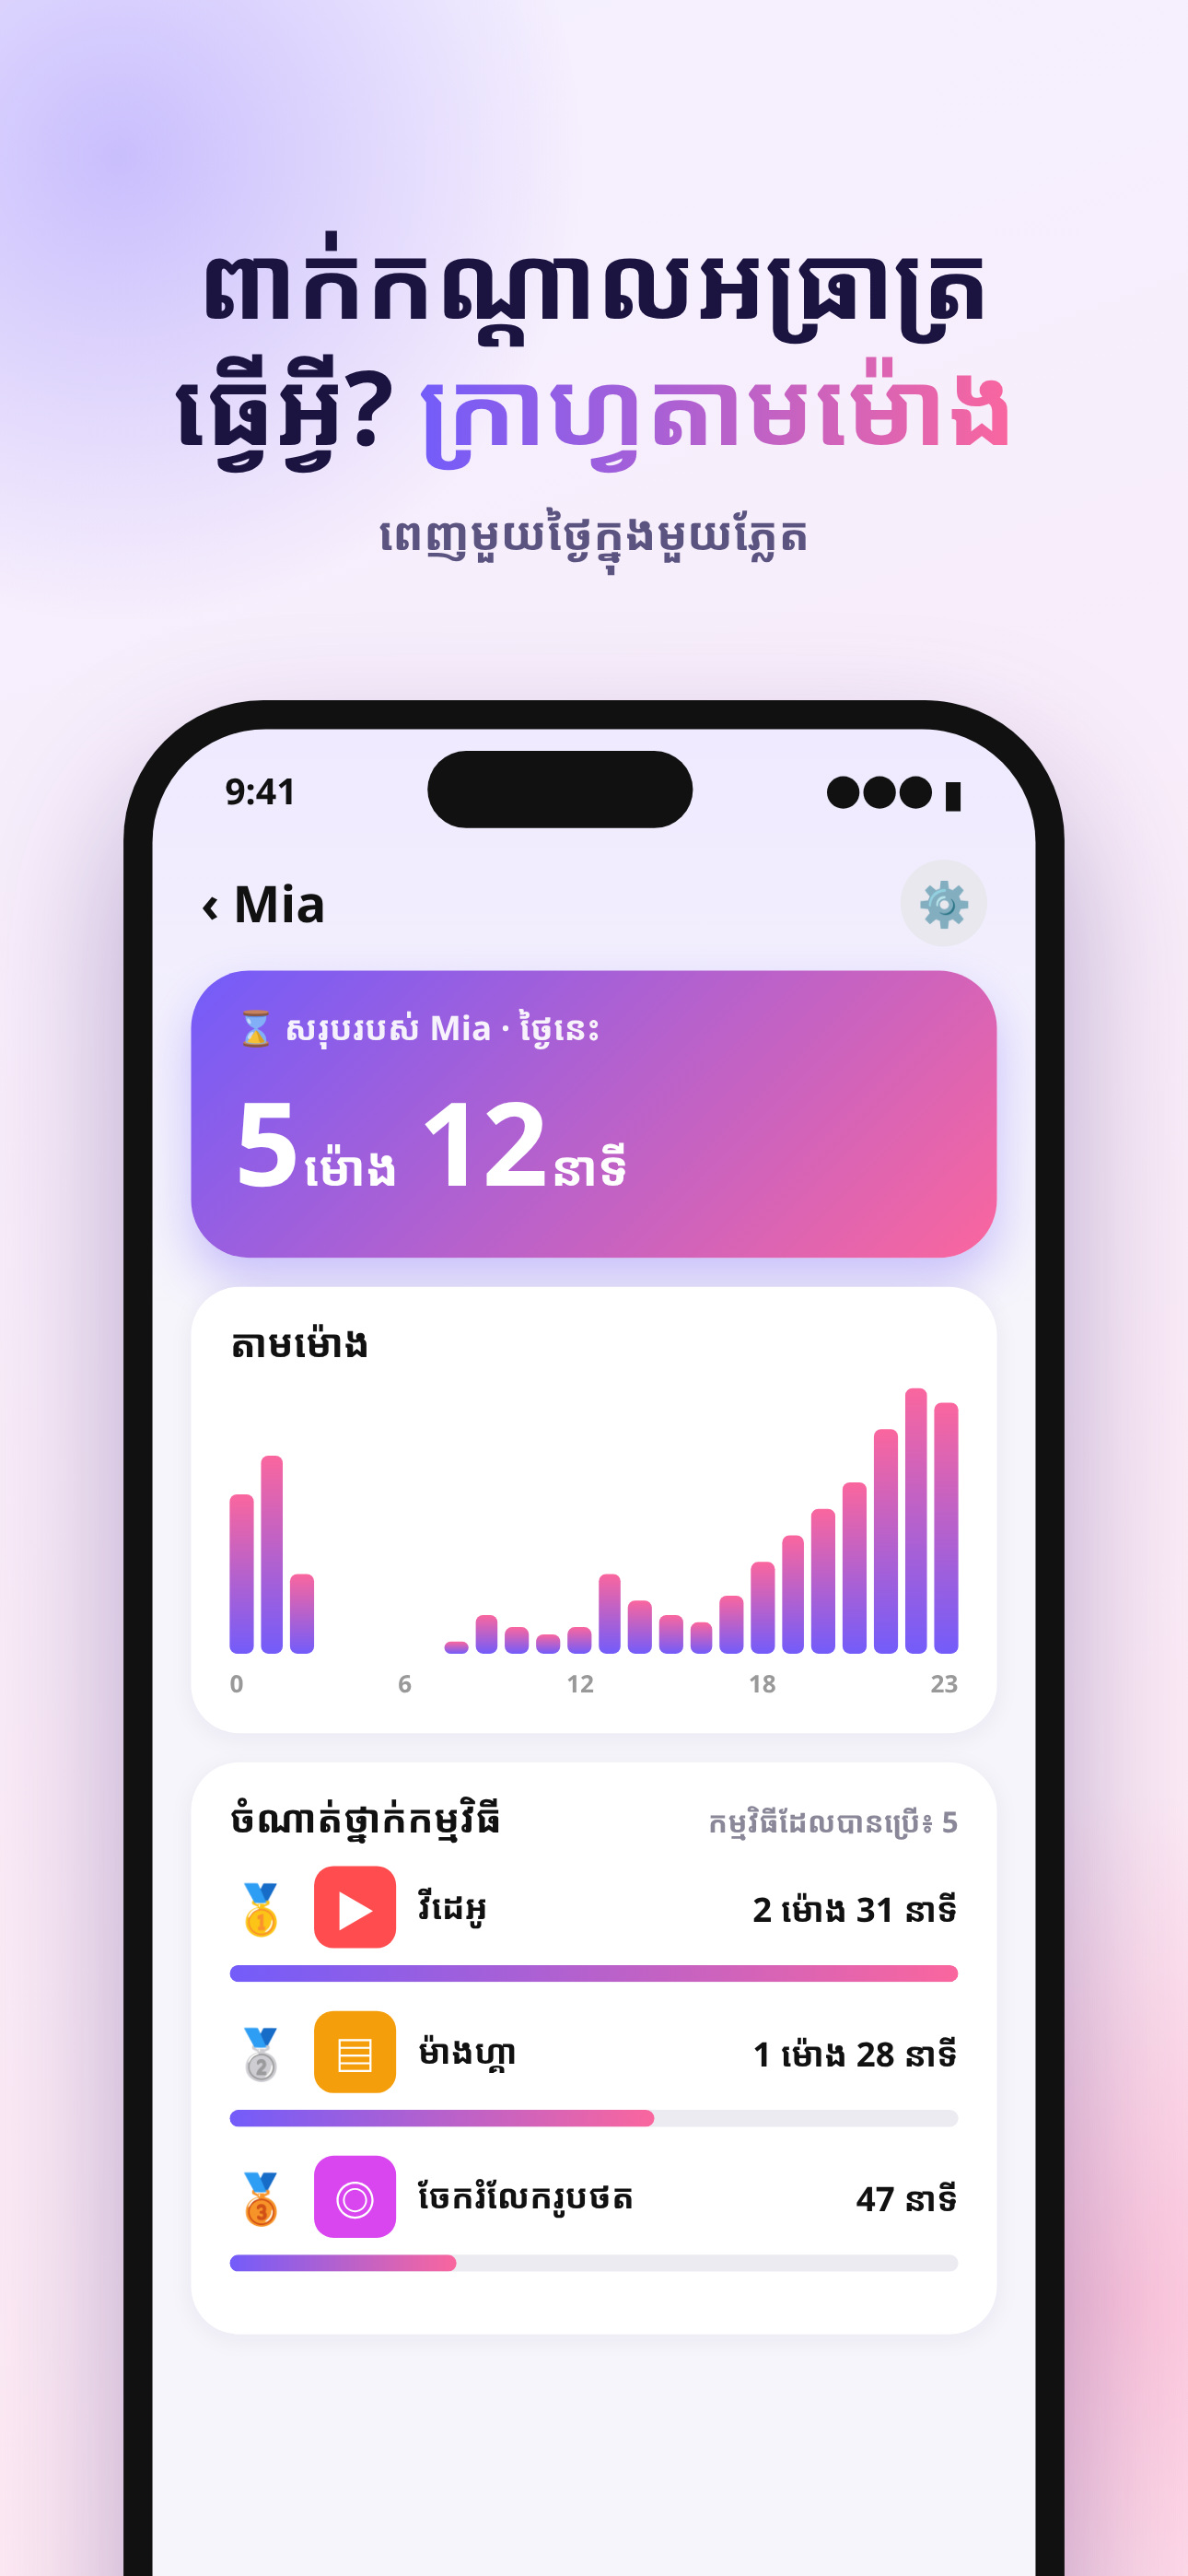 ពាក់កណ្ដាលអធ្រាត្រ
ធ្វើអ្វី? ក្រាហ្វតាមម៉ោង
ពេញមួយថ្ងៃក្នុងមួយភ្លែត
9:41
‹ Mia
សរុបរបស់ Mia · ថ្ងៃនេះ
5 ម៉ោង 12 នាទី
តាមម៉ោង
0 6 12 18 23
ចំណាត់ថ្នាក់កម្មវិធី
កម្មវិធីដែលបានប្រើ៖ 5
1 វីដេអូ 2 ម៉ោង 31 នាទី
2 ម៉ាងហ្គា 1 ម៉ោង 28 នាទី
3 ចែករំលែករូបថត 47 នាទី